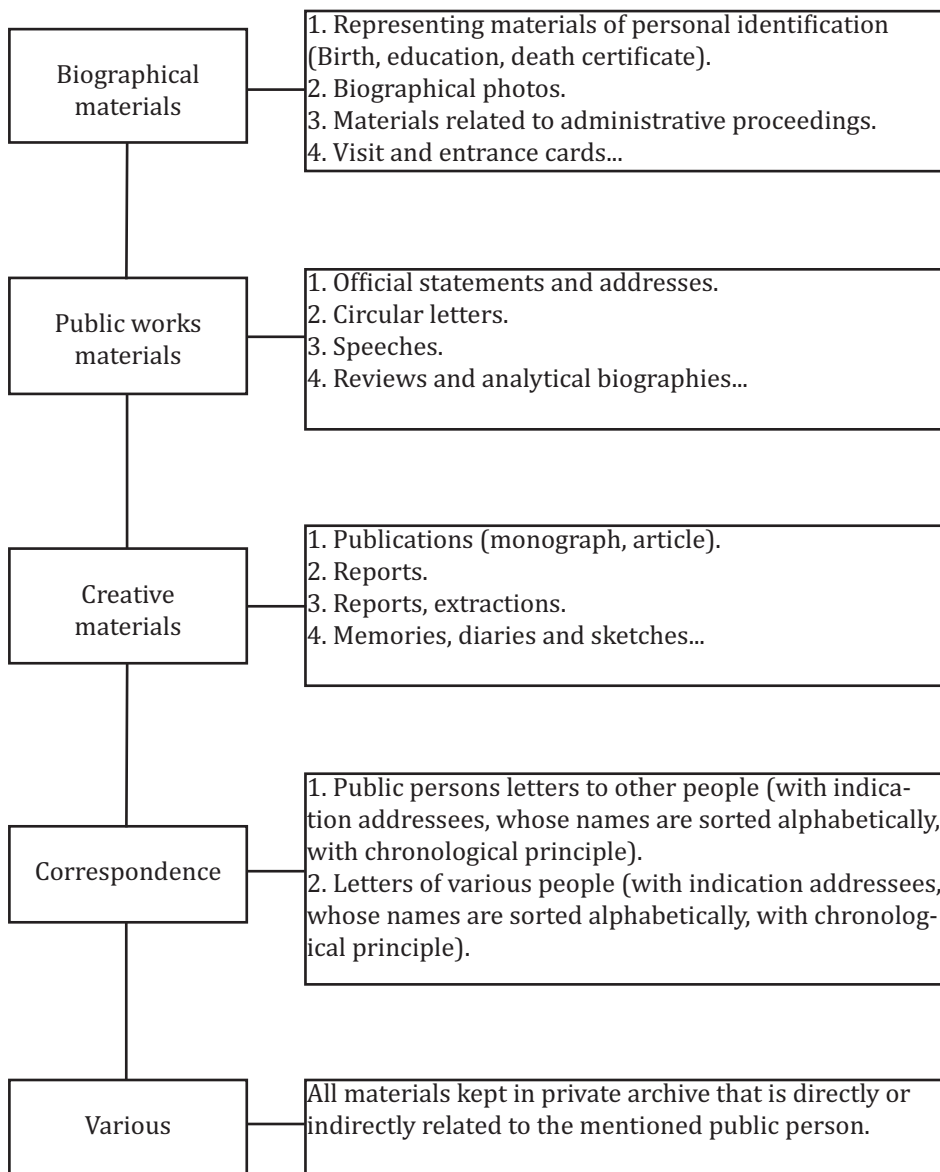 Biographical
materials
1. Representing materials of personal identification
(Birth, education, death certificate).
2. Biographical photos.
3. Materials related to administrative proceedings.
4. Visit and entrance cards...
Public works
materials
1. Official statements and addresses.
2. Circular letters.
3. Speeches.
4. Reviews and analytical biographies...
Creative
materials
1. Publications (monograph, article).
2. Reports.
3. Reports, extractions.
4. Memories, diaries and sketches...
Correspondence
1. Public persons letters to other people (with indica-
tion addressees, whose names are sorted alphabetically,
with chronological principle).
2. Letters of various people (with indication addressees,
whose names are sorted alphabetically, with chronolog-
ical principle).
Various
All materials kept in private archive that is directly or
indirectly related to the mentioned public person.